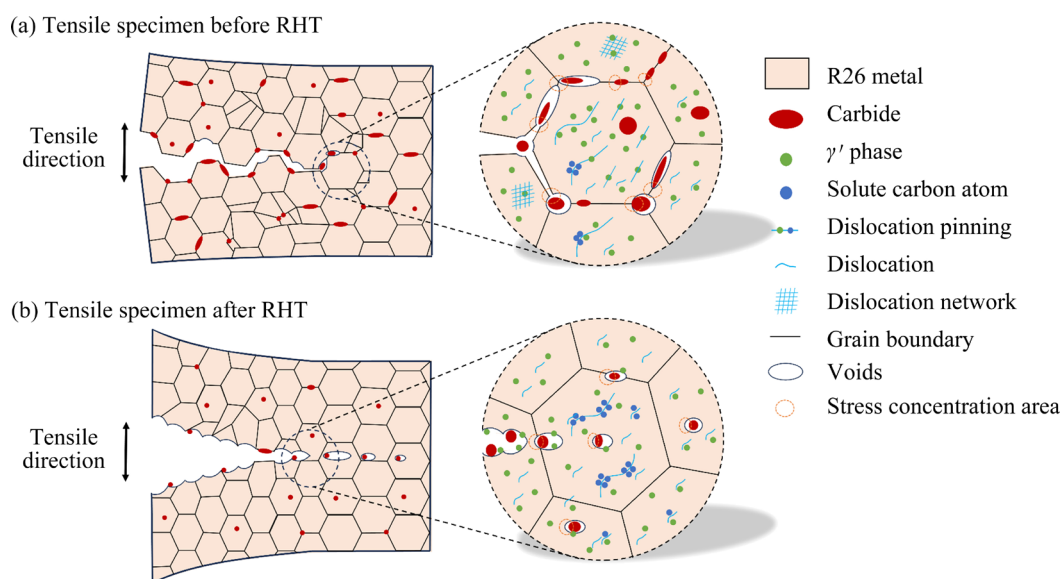 (a) Tensile specimen before RHT
Tensile
direction
(b) Tensile specimen after RHT
Tensile
direction
R26 metal
Carbide
γ′ phase
Solute carbon atom
Dislocation pinning
Dislocation
Dislocation network
Grain boundary
Voids
Stress concentration area